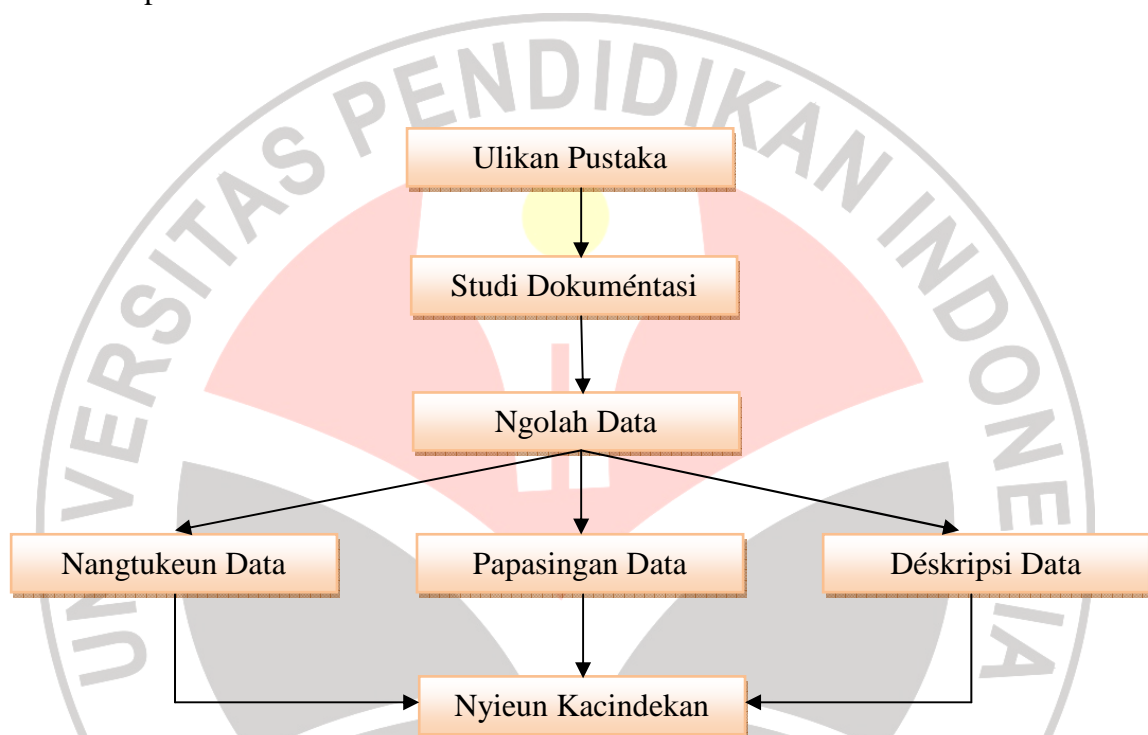 UNIVERSITAS PENDIDIKAN INDONESIA
Ulikan Pustaka
Studi Dokuméntasi
Ngolah Data
Nangtukeun Data
Papasingan Data
Déskripsi Data
Nyieun Kacindekan